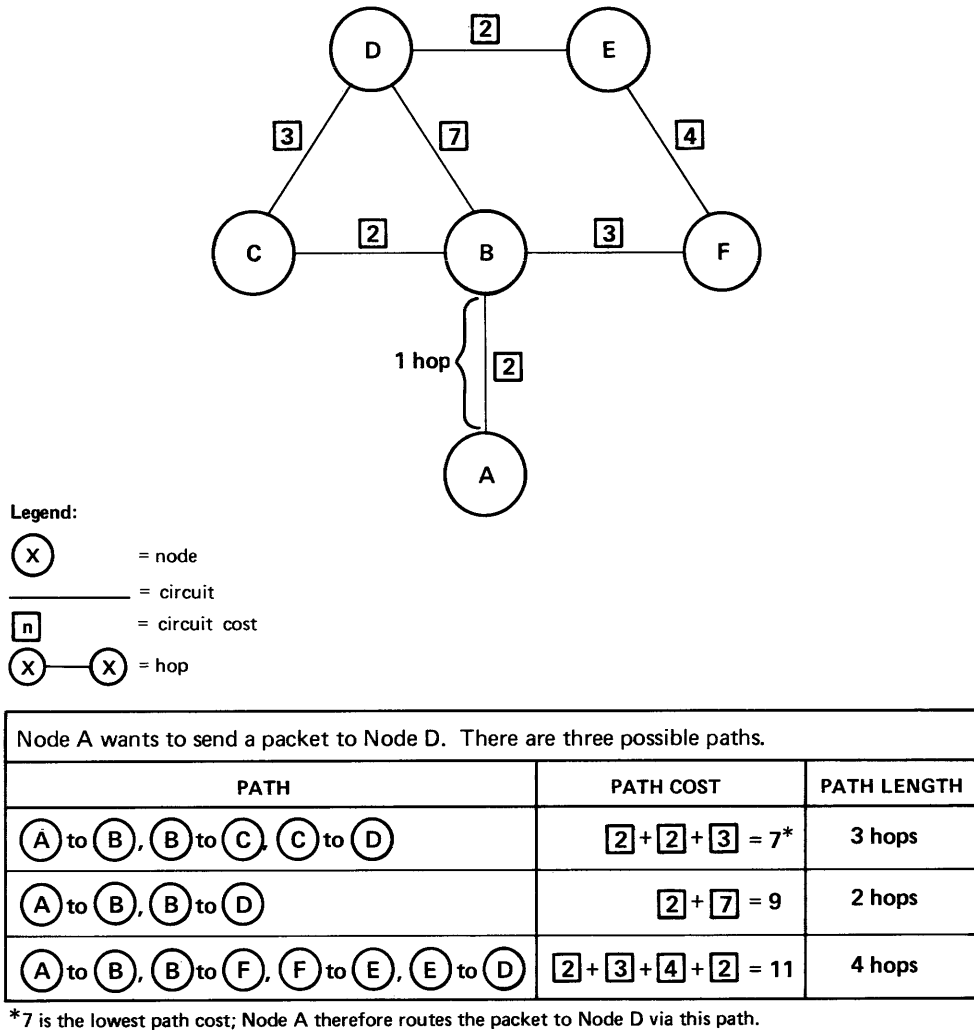 2
D E
3 7 4
2 3
C B F
1 hop 2
A
Legend:
X = node
= circuit
n = circuit cost
X X = hop
Node A wants to send a packet to Node D. There are three possible paths.
PATH PATH COST PATH LENGTH
A to B, B to C, C to D 2 + 2 + 3 = 7* 3 hops
A to B, B to D 2 + 7 = 9 2 hops
A to B, B to F, F to E, E to D 2 + 3 + 4 + 2 = 11 4 hops
*7 is the lowest path cost; Node A therefore routes the packet to Node D via this path.